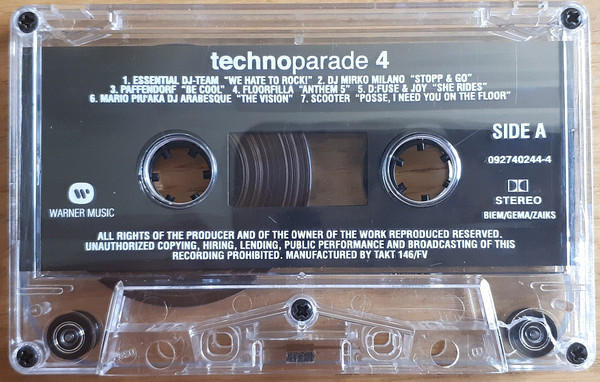 technoparade 4
1. ESSENTIAL DJ-TEAM "WE HATE TO ROCK!" 2. DJ MIRKO MILANO "STOPP & GO"
3. PAFFENDORF "BE COOL" 4. FLOORFILLA "ANTHEM 5" 5. D:FUSE & JOY "SHE RIDES"
6. MARIO PIU'AKA DJ ARABESQUE "THE VISION" 7. SCOOTER "POSSE, I NEED YOU ON THE FLOOR"
SIDE A
092740244-4
WARNER MUSIC
STEREO
BIEM/GEMA/ZAIKS
ALL RIGHTS OF THE PRODUCER AND OF THE OWNER OF THE WORK REPRODUCED RESERVED.
UNAUTHORIZED COPYING, HIRING, LENDING, PUBLIC PERFORMANCE AND BROADCASTING OF THIS
RECORDING PROHIBITED. MANUFACTURED BY TAKT 146/FV